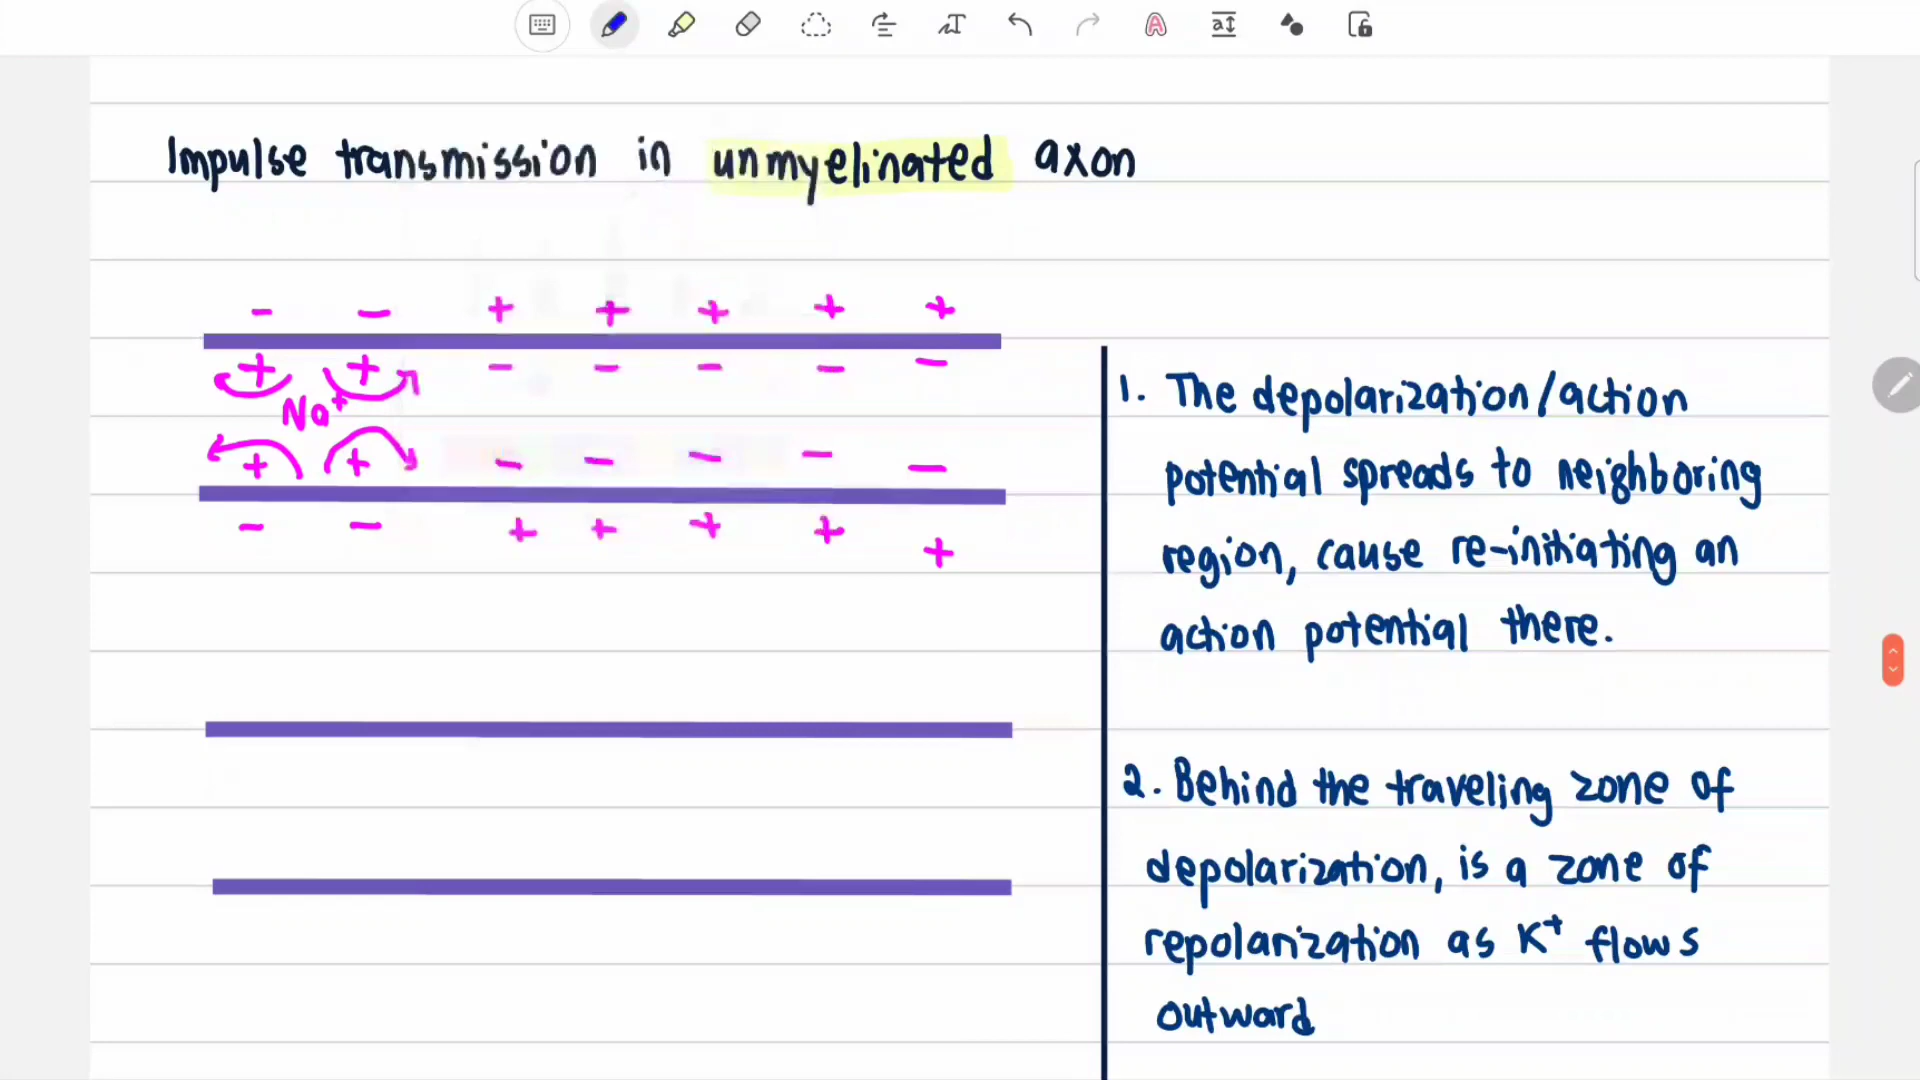 Impulse transmission in unmyelinated axon
- - + + + + +
+ + - - - - -
Na+
+ + - - - - -
- - + + + + +
1. The depolarization/action
potential spreads to neighboring
region, cause re-initiating an
action potential there.
2. Behind the traveling zone of
depolarization, is a zone of
repolarization as K+ flows
outward